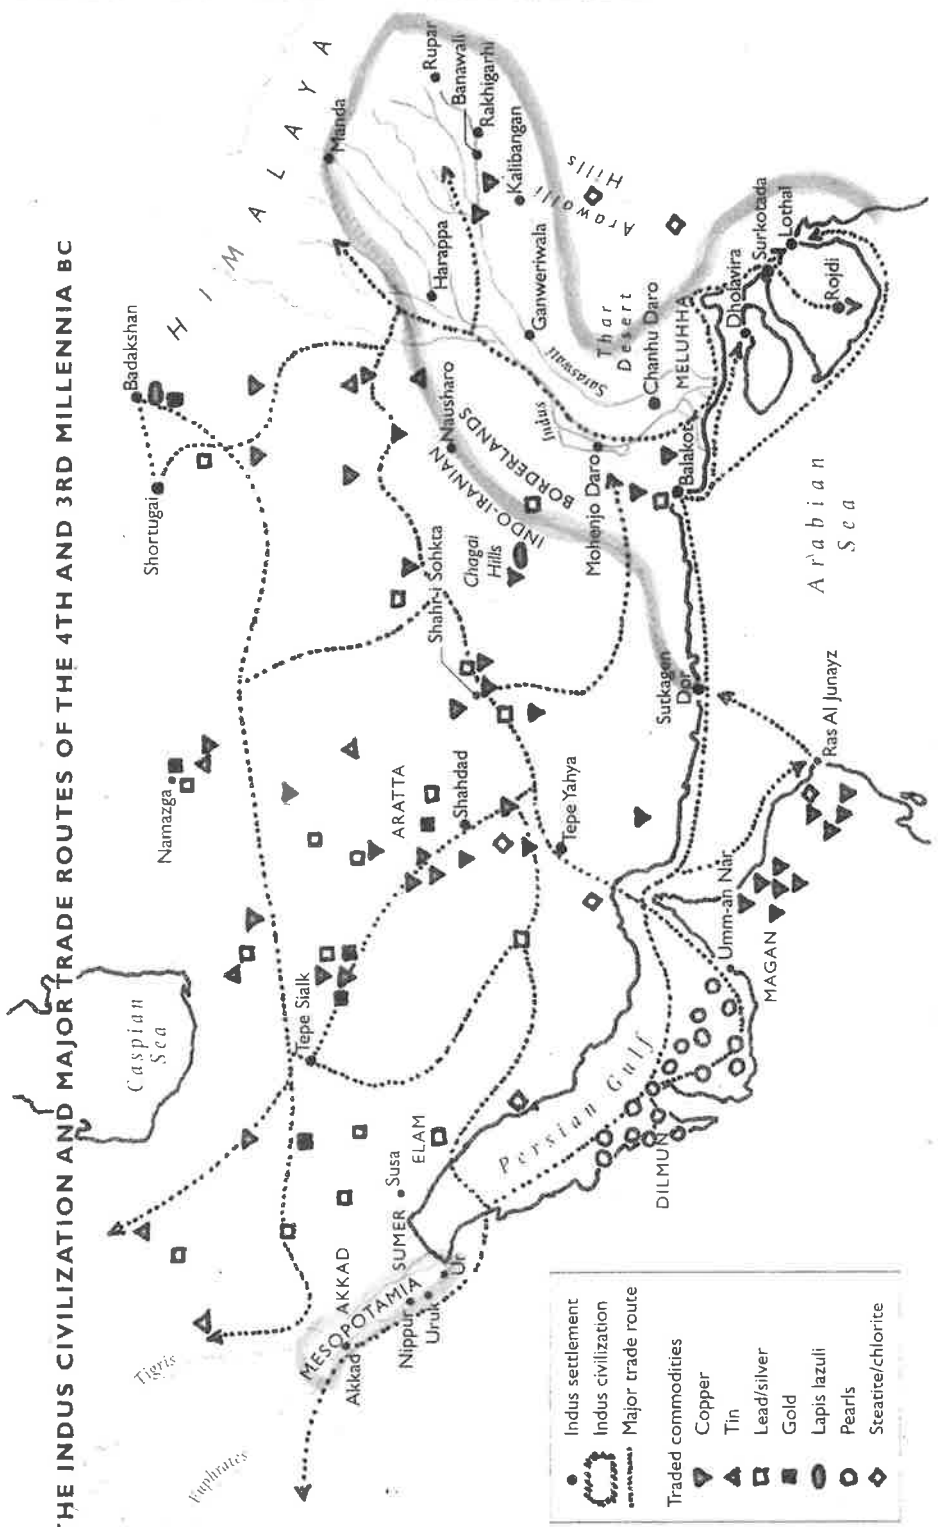 THE INDUS CIVILIZATION AND MAJOR TRADE ROUTES OF THE 4TH AND 3RD MILLENNIA BC
Caspian
Sea
Namazga
Shortugai
Badakshan
HIMALAYA
Manda
Rupar
Banawali
Rakhigarhi
Kalibangan
Harappa
Ganweriwala
Arawalli
Hills
Thar
Desert
Saraswati
Indus
Nausharo
INDO-IRANIAN
BORDERLANDS
Chagai
Hills
Shahr-i Sohkta
Mohenjo Daro
Chanhu Daro
MELUHHA
Balakot
Dholavira
Surkotada
Lothal
Rojdi
Sutkagen
Dor
Arabian
Sea
Ras Al Junayz
Tepe Yahya
Shahdad
ARATTA
Tepe Sialk
Umm-an Nar
MAGAN
Persian Gulf
DILMUN
ELAM
Susa
SUMER
AKKAD
MESOPOTAMIA
Ur
Uruk
Nippur
Akkad
Tigris
Euphrates
Indus settlement
Indus civilization
Major trade route
Traded commodities
Copper
Tin
Lead/silver
Gold
Lapis lazuli
Pearls
Steatite/chlorite